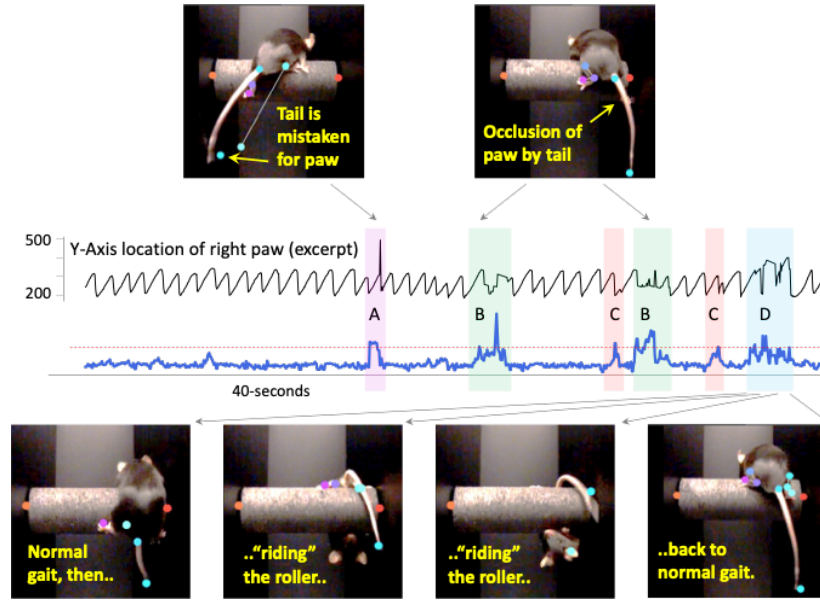 Tail is
mistaken
for paw
Occlusion of
paw by tail
500
Y-Axis location of right paw (excerpt)
200
A
B
C
B
C
D
40-seconds
Normal
gait, then..
..“riding”
the roller..
..“riding”
the roller..
..back to
normal gait.